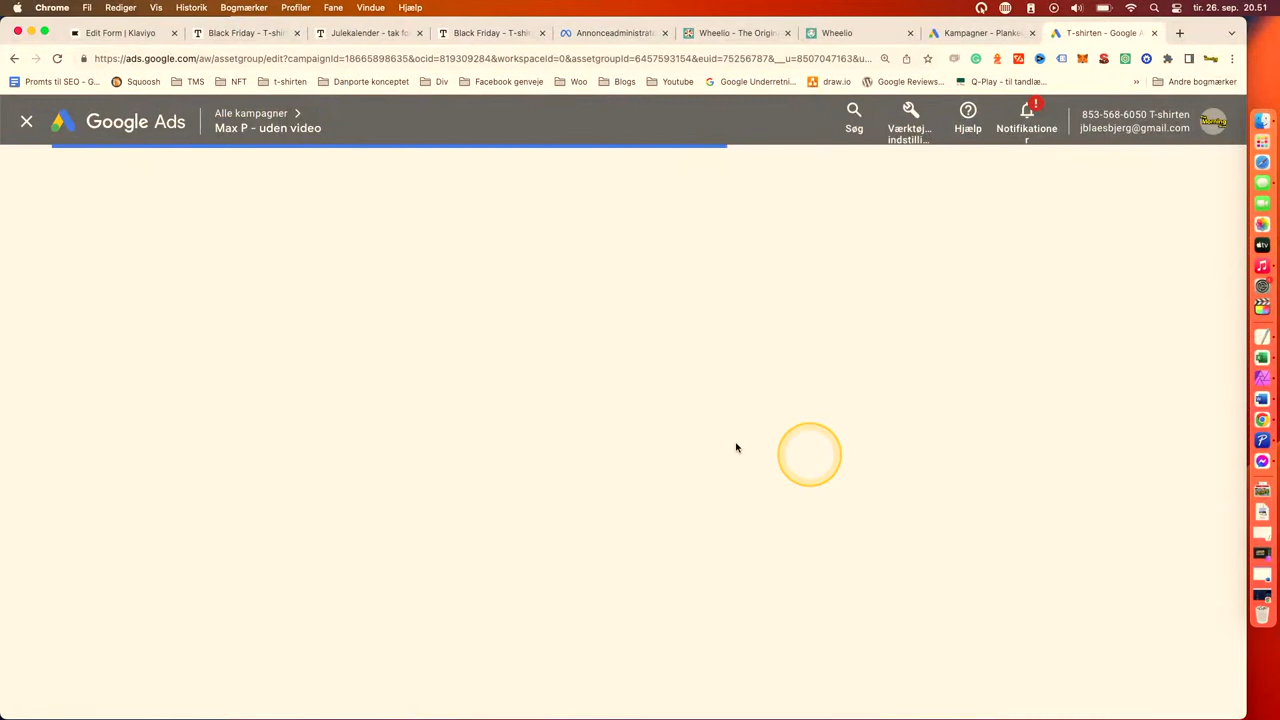 Chrome Fil Rediger Vis Historik Bogmærker Profiler Fane Vindue Hjælp tir. 26. sep. 20.51
Edit Form | Klaviyo Black Friday - T-shir Julekalender - tak fo Black Friday - T-shi Annonceadministrato Wheelio - The Origin Wheelio Kampagner - Planke T-shirten - Google A
https://ads.google.com/aw/assetgroup/edit?campaignId=18665898635&ocid=819309284&workspaceId=0&assetgroupId=6457593154&euid=75256787&__u=8507047163&u...
Promts til SEO - G... Squoosh TMS NFT t-shirten Danporte konceptet Div Facebook genveje Woo Blogs Youtube Google Underretni... draw.io Google Reviews... Q-Play - til tandlæ... » Andre bogmærker
Google Ads
Alle kampagner
Max P - uden video
Søg
Værktøj...
indstilli...
Hjælp
Notifikatione
r
853-568-6050 T-shirten
jblaesbjerg@gmail.com